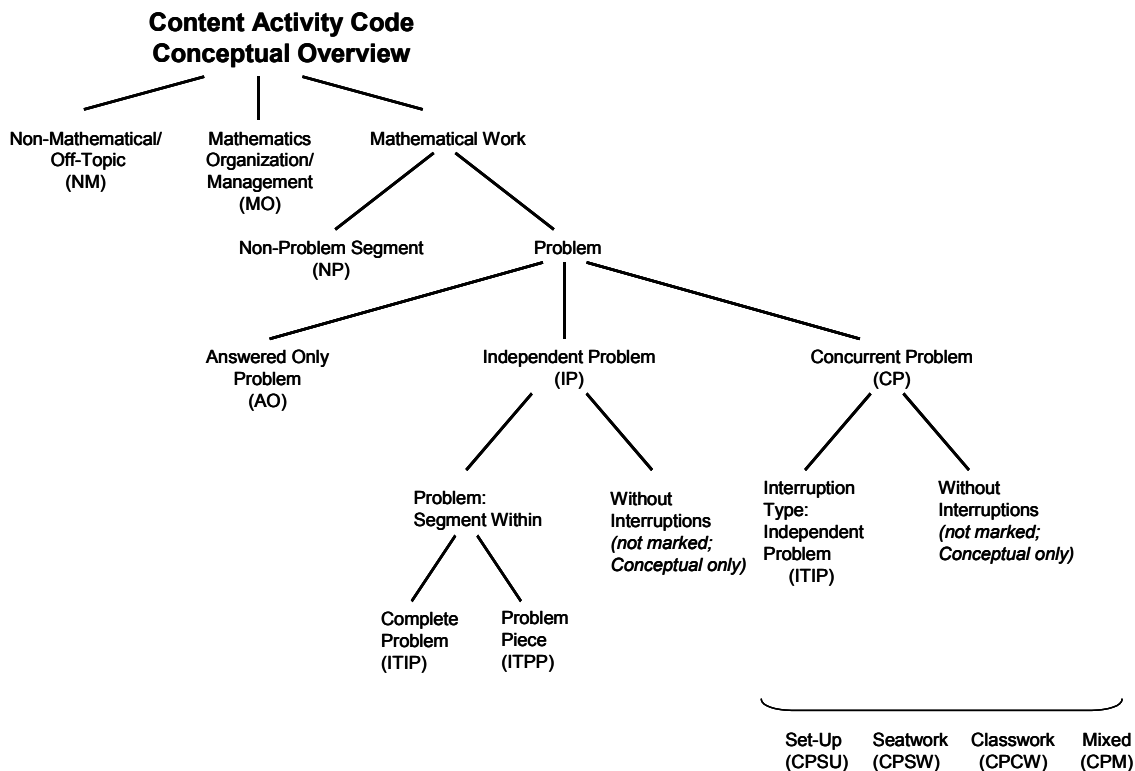 Content Activity Code
Conceptual Overview
Non-Mathematical/
Off-Topic
(NM)
Mathematics
Organization/
Management
(MO)
Mathematical Work
Non-Problem Segment
(NP)
Problem
Answered Only
Problem
(AO)
Independent Problem
(IP)
Concurrent Problem
(CP)
Problem:
Segment Within
Without
Interruptions
(not marked;
Conceptual only)
Interruption
Type:
Independent
Problem
(ITIP)
Without
Interruptions
(not marked;
Conceptual only)
Complete
Problem
(ITIP)
Problem
Piece
(ITPP)
Set-Up
(CPSU)
Seatwork
(CPSW)
Classwork
(CPCW)
Mixed
(CPM)